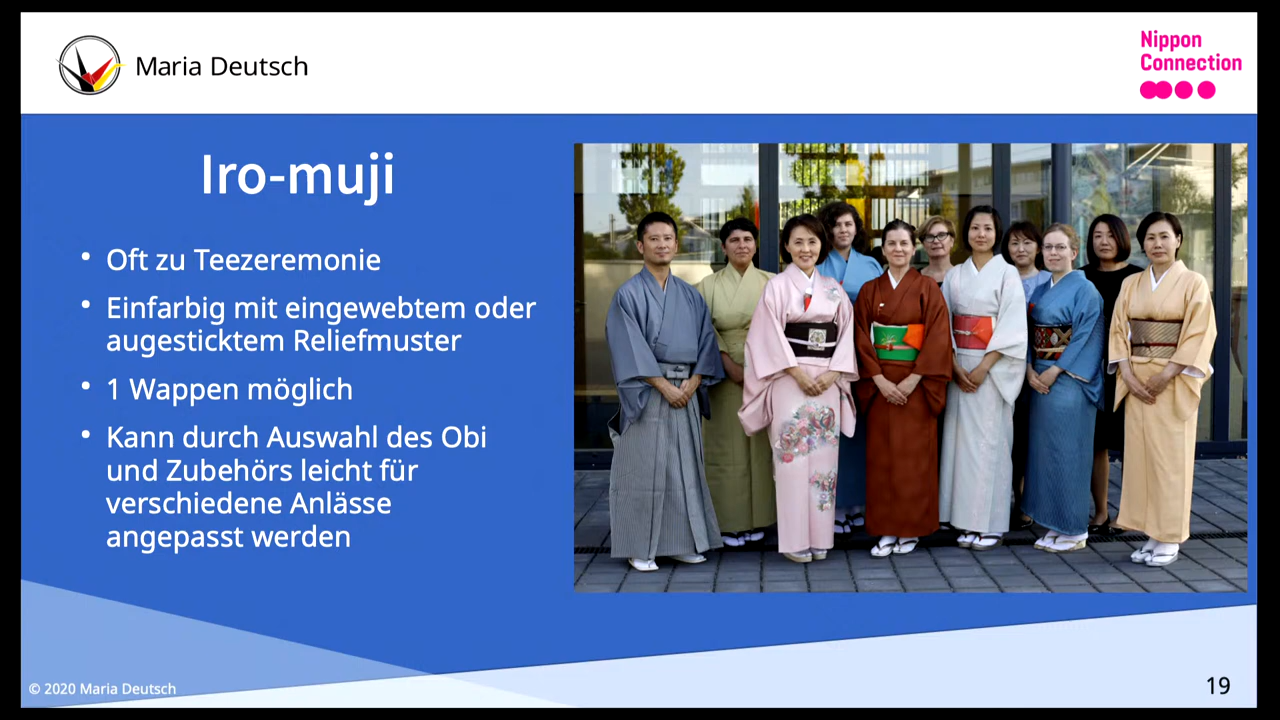 Maria Deutsch
Nippon
Connection
Iro-muji
• Oft zu Teezeremonie
• Einfarbig mit eingewebtem oder
augesticktem Reliefmuster
• 1 Wappen möglich
• Kann durch Auswahl des Obi
und Zubehörs leicht für
verschiedene Anlässe
angepasst werden
© 2020 Maria Deutsch
19